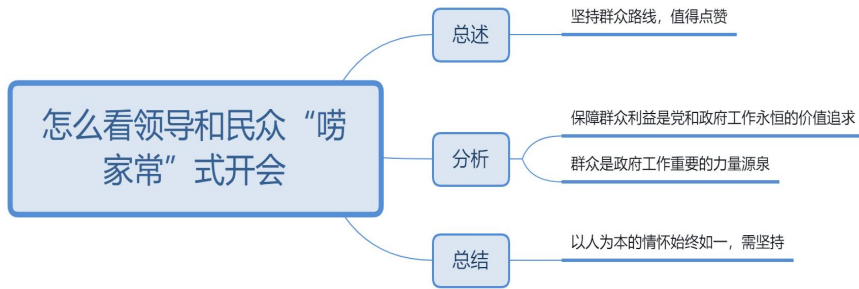 怎么看领导和民众“唠
家常”式开会
总述
坚持群众路线，值得点赞
分析
保障群众利益是党和政府工作永恒的价值追求
群众是政府工作重要的力量源泉
总结
以人为本的情怀始终如一，需坚持